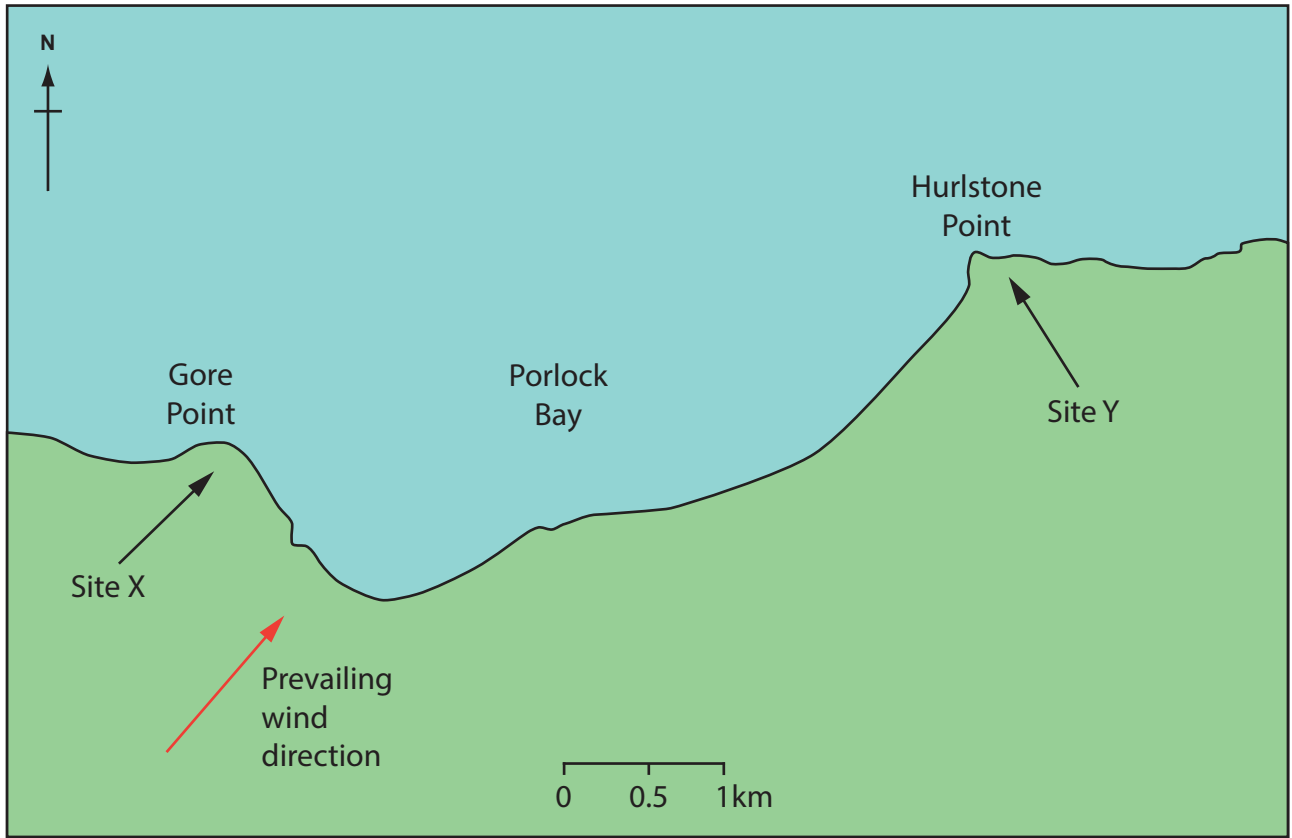 N
Hurlstone
Point
Gore
Point
Porlock
Bay
Site Y
Site X
Prevailing
wind
direction
0 0.5 1km